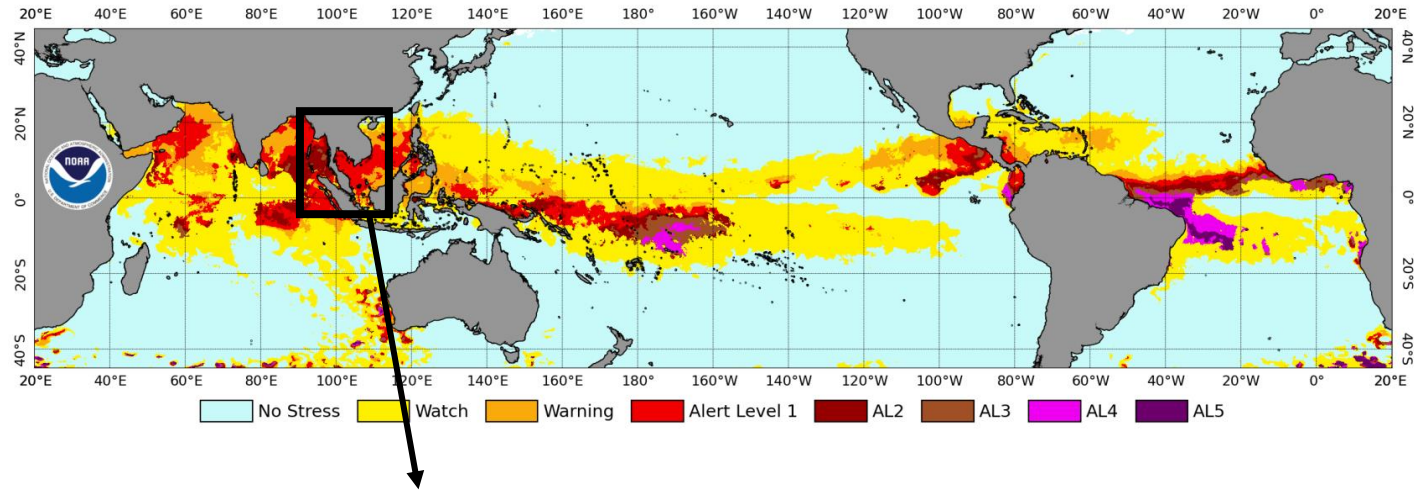 20°E 40°E 60°E 80°E 100°E 120°E 140°E 160°E 180° 160°W 140°W 120°W 100°W 80°W 60°W 40°W 20°W 0° 20°E
40°N 40°N
20°N 20°N
NOAA
0° 0°
20°S 20°S
40°S 40°S
20°E 40°E 60°E 80°E 100°E 120°E 140°E 160°E 180° 160°W 140°W 120°W 100°W 80°W 60°W 40°W 20°W 0° 20°E
No Stress Watch Warning Alert Level 1 AL2 AL3 AL4 AL5